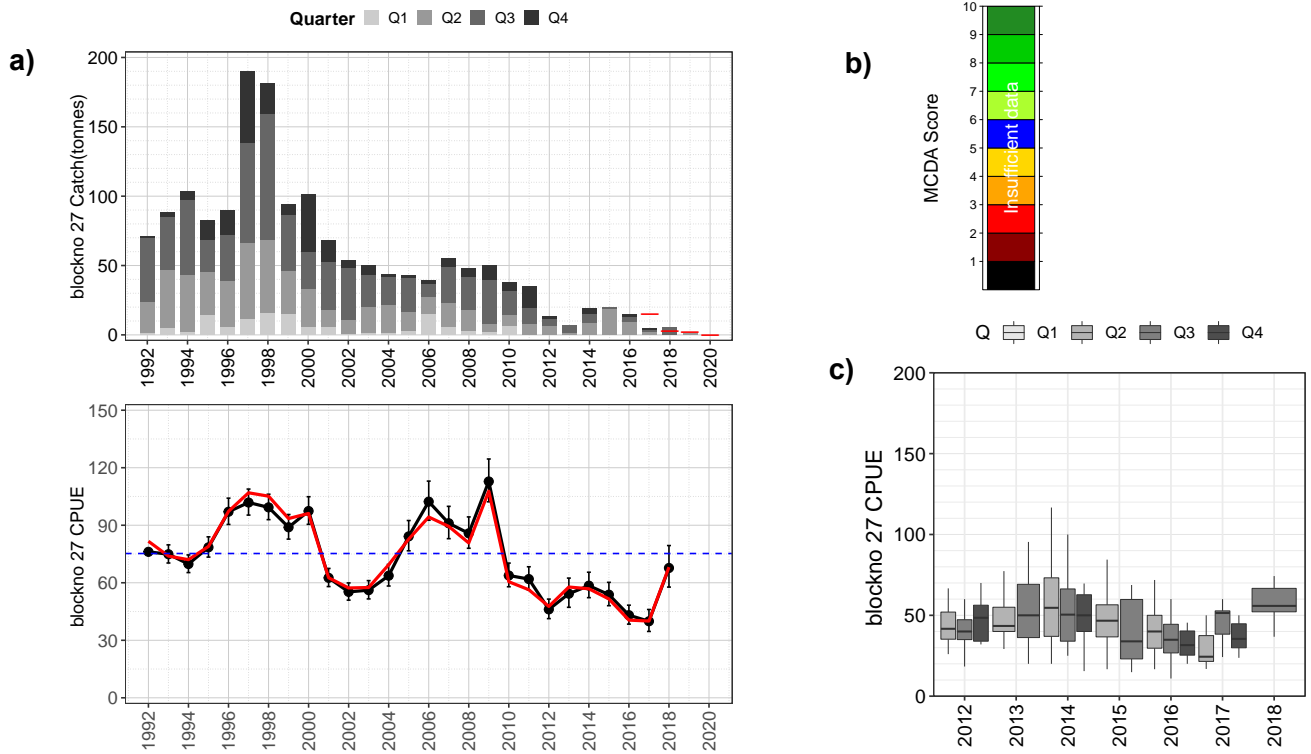 Quarter Q1 Q2 Q3 Q4
a)
blockno 27 Catch(tonnes)
200
150
100
50
0
1992 1994 1996 1998 2000 2002 2004 2006 2008 2010 2012 2014 2016 2018 2020
blockno 27 CPUE
150
120
90
60
30
0
1992 1994 1996 1998 2000 2002 2004 2006 2008 2010 2012 2014 2016 2018 2020
b)
MCDA Score
10
9
8
7
6
5
4
3
2
1
Insufficient data
Q Q1 Q2 Q3 Q4
c)
blockno 27 CPUE
200
150
100
50
0
2012 2013 2014 2015 2016 2017 2018